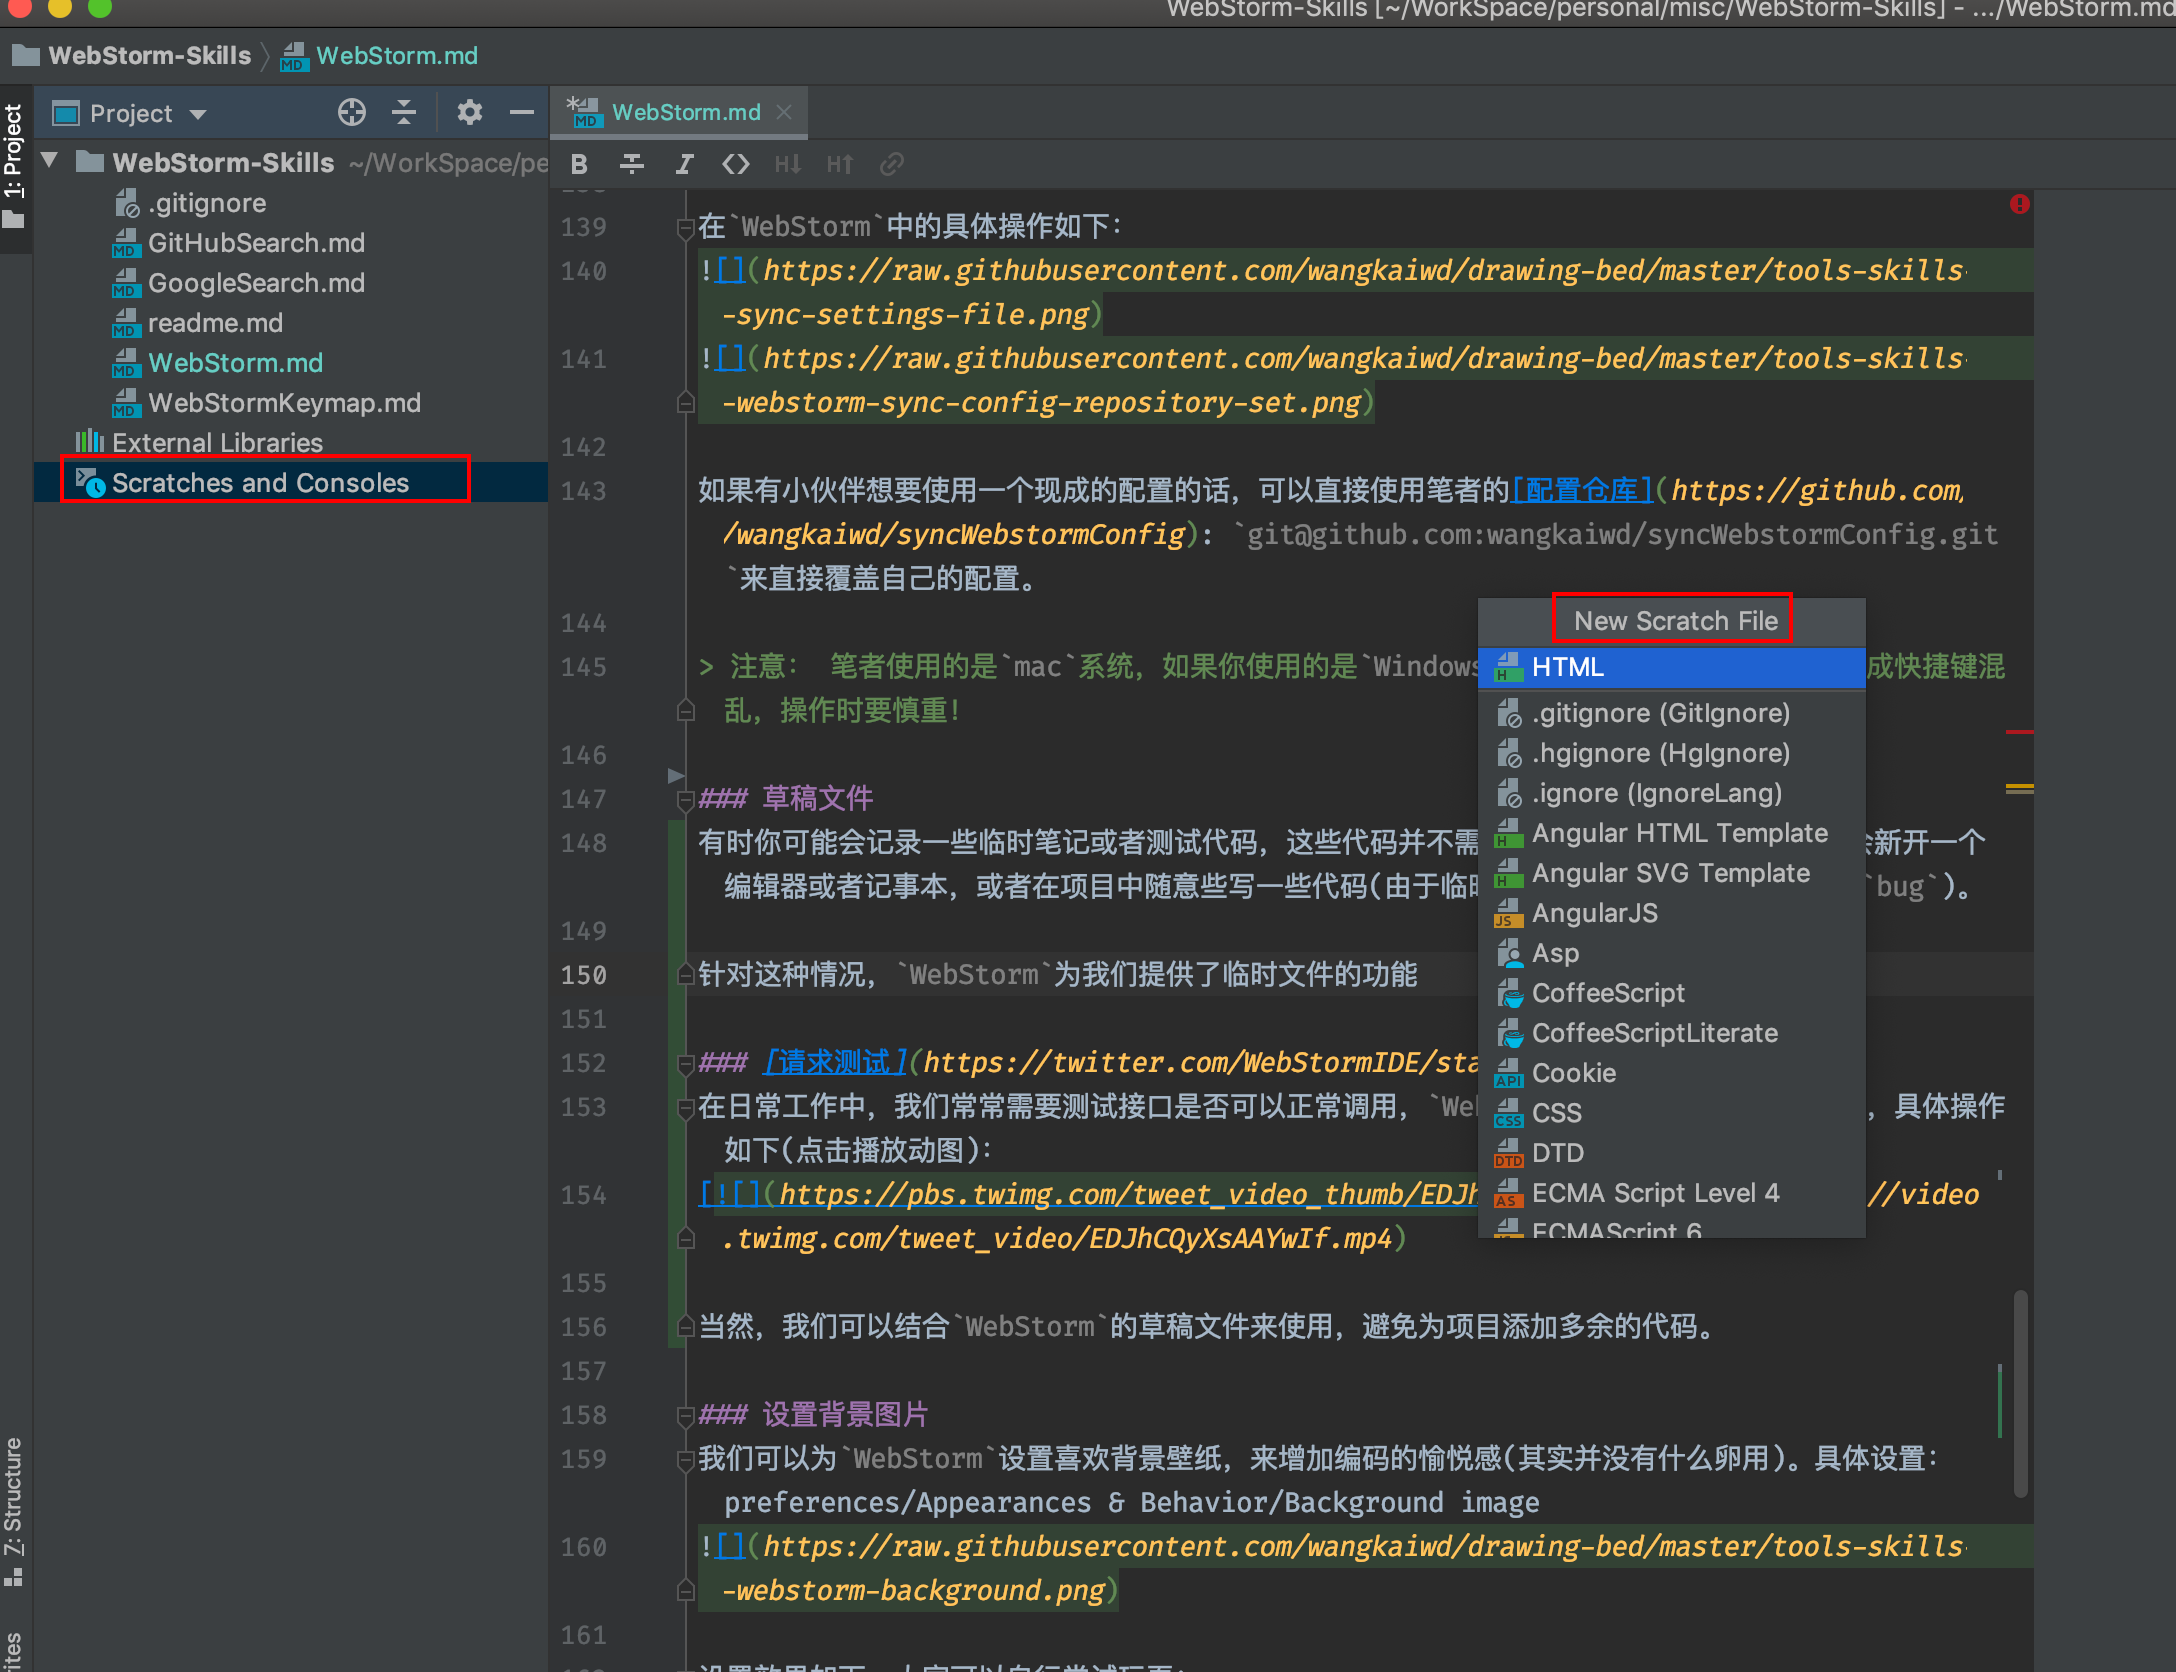 WebStorm-Skills [~/WorkSpace/personal/misc/WebStorm-Skills] - .../WebStorm.md
WebStorm-Skills
WebStorm.md
1: Project
Project
WebStorm-Skills ~/WorkSpace/pe
.gitignore
GitHubSearch.md
GoogleSearch.md
readme.md
WebStorm.md
WebStormKeymap.md
External Libraries
Scratches and Consoles
7: Structure
WebStorm.md
139 在`WebStorm`中的具体操作如下：
140 ![](https://raw.githubusercontent.com/wangkaiwd/drawing-bed/master/tools-skills-
-sync-settings-file.png)
141 ![](https://raw.githubusercontent.com/wangkaiwd/drawing-bed/master/tools-skills-
-webstorm-sync-config-repository-set.png)
142
143 如果有小伙伴想要使用一个现成的配置的话，可以直接使用笔者的[配置仓库](https://github.com/
/wangkaiwd/syncWebstormConfig)：`git@github.com:wangkaiwd/syncWebstormConfig.git
`来直接覆盖自己的配置。
144
145 > 注意： 笔者使用的是`mac`系统，如果你使用的是`Windows 成快捷键混
乱，操作时要慎重！
146
147 ### 草稿文件
148 有时你可能会记录一些临时笔记或者测试代码，这些代码并不需 会新开一个
编辑器或者记事本，或者在项目中随意些写一些代码(由于临时 `bug`)。
149
150 针对这种情况，`WebStorm`为我们提供了临时文件的功能
151
152 ### [请求测试](https://twitter.com/WebStormIDE/sta
153 在日常工作中，我们常常需要测试接口是否可以正常调用，`We ，具体操作
如下(点击播放动图)：
154 [![](https://pbs.twimg.com/tweet_video_thumb/EDJh //video
.twimg.com/tweet_video/EDJhCQyXsAAYwIf.mp4)
155
156 当然，我们可以结合`WebStorm`的草稿文件来使用，避免为项目添加多余的代码。
157
158 ### 设置背景图片
159 我们可以为`WebStorm`设置喜欢背景壁纸，来增加编码的愉悦感(其实并没有什么卵用)。具体设置：
preferences/Appearances & Behavior/Background image
160 ![](https://raw.githubusercontent.com/wangkaiwd/drawing-bed/master/tools-skills-
-webstorm-background.png)
161
New Scratch File
HTML
.gitignore (GitIgnore)
.hgignore (HgIgnore)
.ignore (IgnoreLang)
Angular HTML Template
Angular SVG Template
AngularJS
Asp
CoffeeScript
CoffeeScriptLiterate
Cookie
CSS
DTD
ECMA Script Level 4
ECMAScript 6